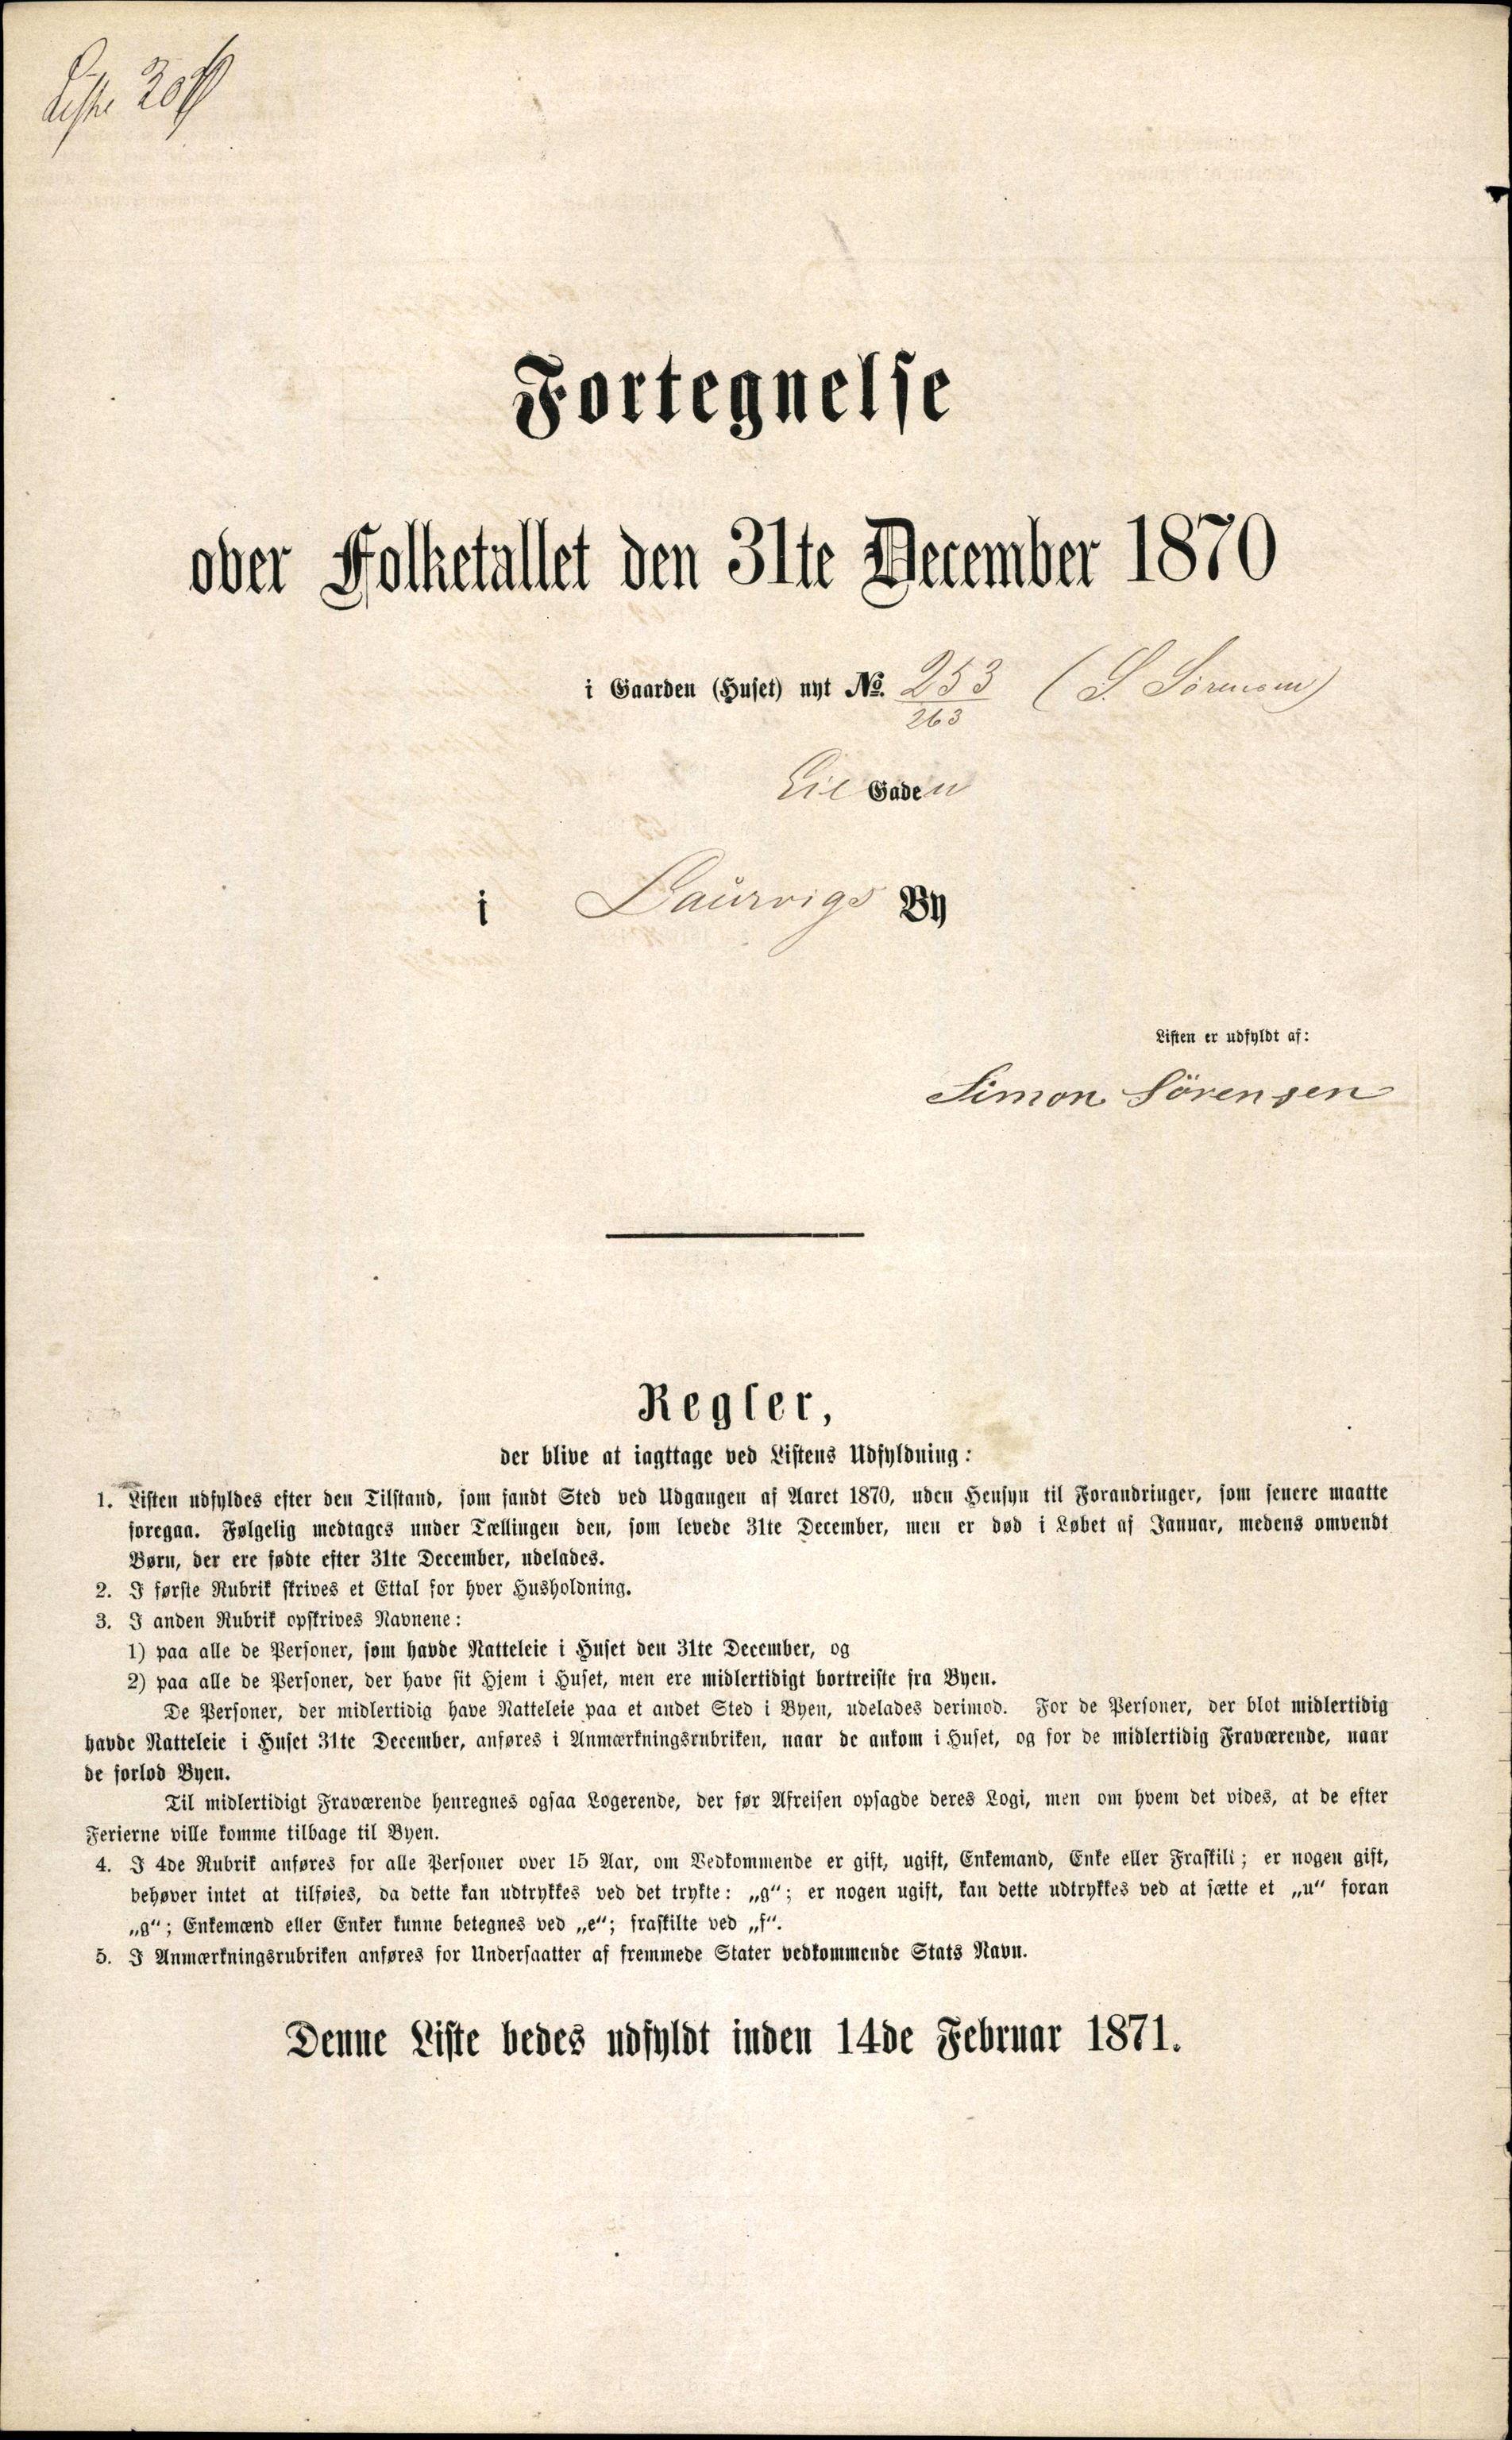 Liste
Fortegnelse
over Folketallet den 31te December 1870
i Gaarden (Huset) nyt No. 253 (S. Sörensen)
263
Gaden
i Laurvigs By
Listen er udfyldt af:
Simon Sörensen
Regler,
der blive at iagttage ved Listens Udfyldning:
1. Listen udfyldes efter den Tilstand, som fandt Sted ved Udgangen af Aaret 1870, uden Hensyn til Forandringer, som senere maatte
foregaa. Følgelig medtages under Tællingen den, som levede 31te December, men er død i Løbet af Januar, medens omvendt
Børn, der ere fødte efter 31te December, udelades.
2. I første Rubrik skrives et Ettal for hver Husholdning.
3. I anden Rubrik opskrives Navnene:
1) paa alle de Personer, som havde Natteleie i Huset den 31te December, og
2) paa alle de Personer, der have sit Hjem i Huset, men ere midlertidigt bortreiste fra Byen.
De Personer, der midlertidig have Natteleie paa et andet Sted i Byen, udelades derimod. For de Personer, der blot midlertidig
havde Natteleie i Huset 31te December, anføres i Anmærkningsrubriken, naar de ankom i Huset, og for de midlertidig Fraværende, naar
de forlod Byen.
Til midlertidigt Fraværende henregnes ogsaa Logerende, der før Afreisen opsagde deres Logi, men om hvem det vides, at de efter
Ferierne ville komme tilbage til Byen.
4. I 4de Rubrik anføres for alle Personer over 15 Aar, om Vedkommende er gift, ugift, Enkemand, Enke eller Fraskilt; er nogen gift,
behøver intet at tilføies, da dette kan udtrykkes ved det trykte: „g“; er nogen ugift, kan dette udtrykkes ved at sætte et „u“ foran
„g“; Enkemænd eller Enker kunne betegnes ved „e“; fraskilte ved „f“.
5. I Anmærkningsrubriken anføres for Undersaatter af fremmede Stater vedkommende Stats Navn.
Denne Liste bedes udfyldt inden 14de Februar 1871.